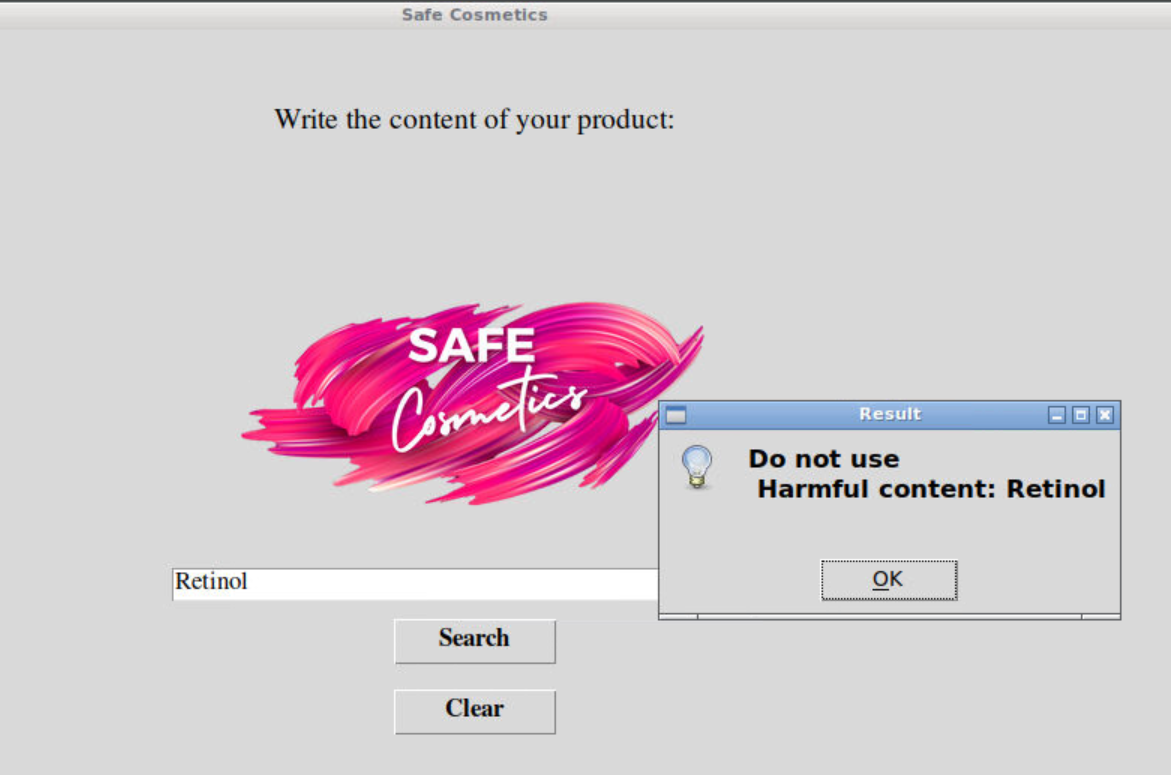 Safe Cosmetics
Write the content of your product:
SAFE
Cosmetics
Result
Do not use
Harmful content: Retinol
OK
Retinol
Search
Clear